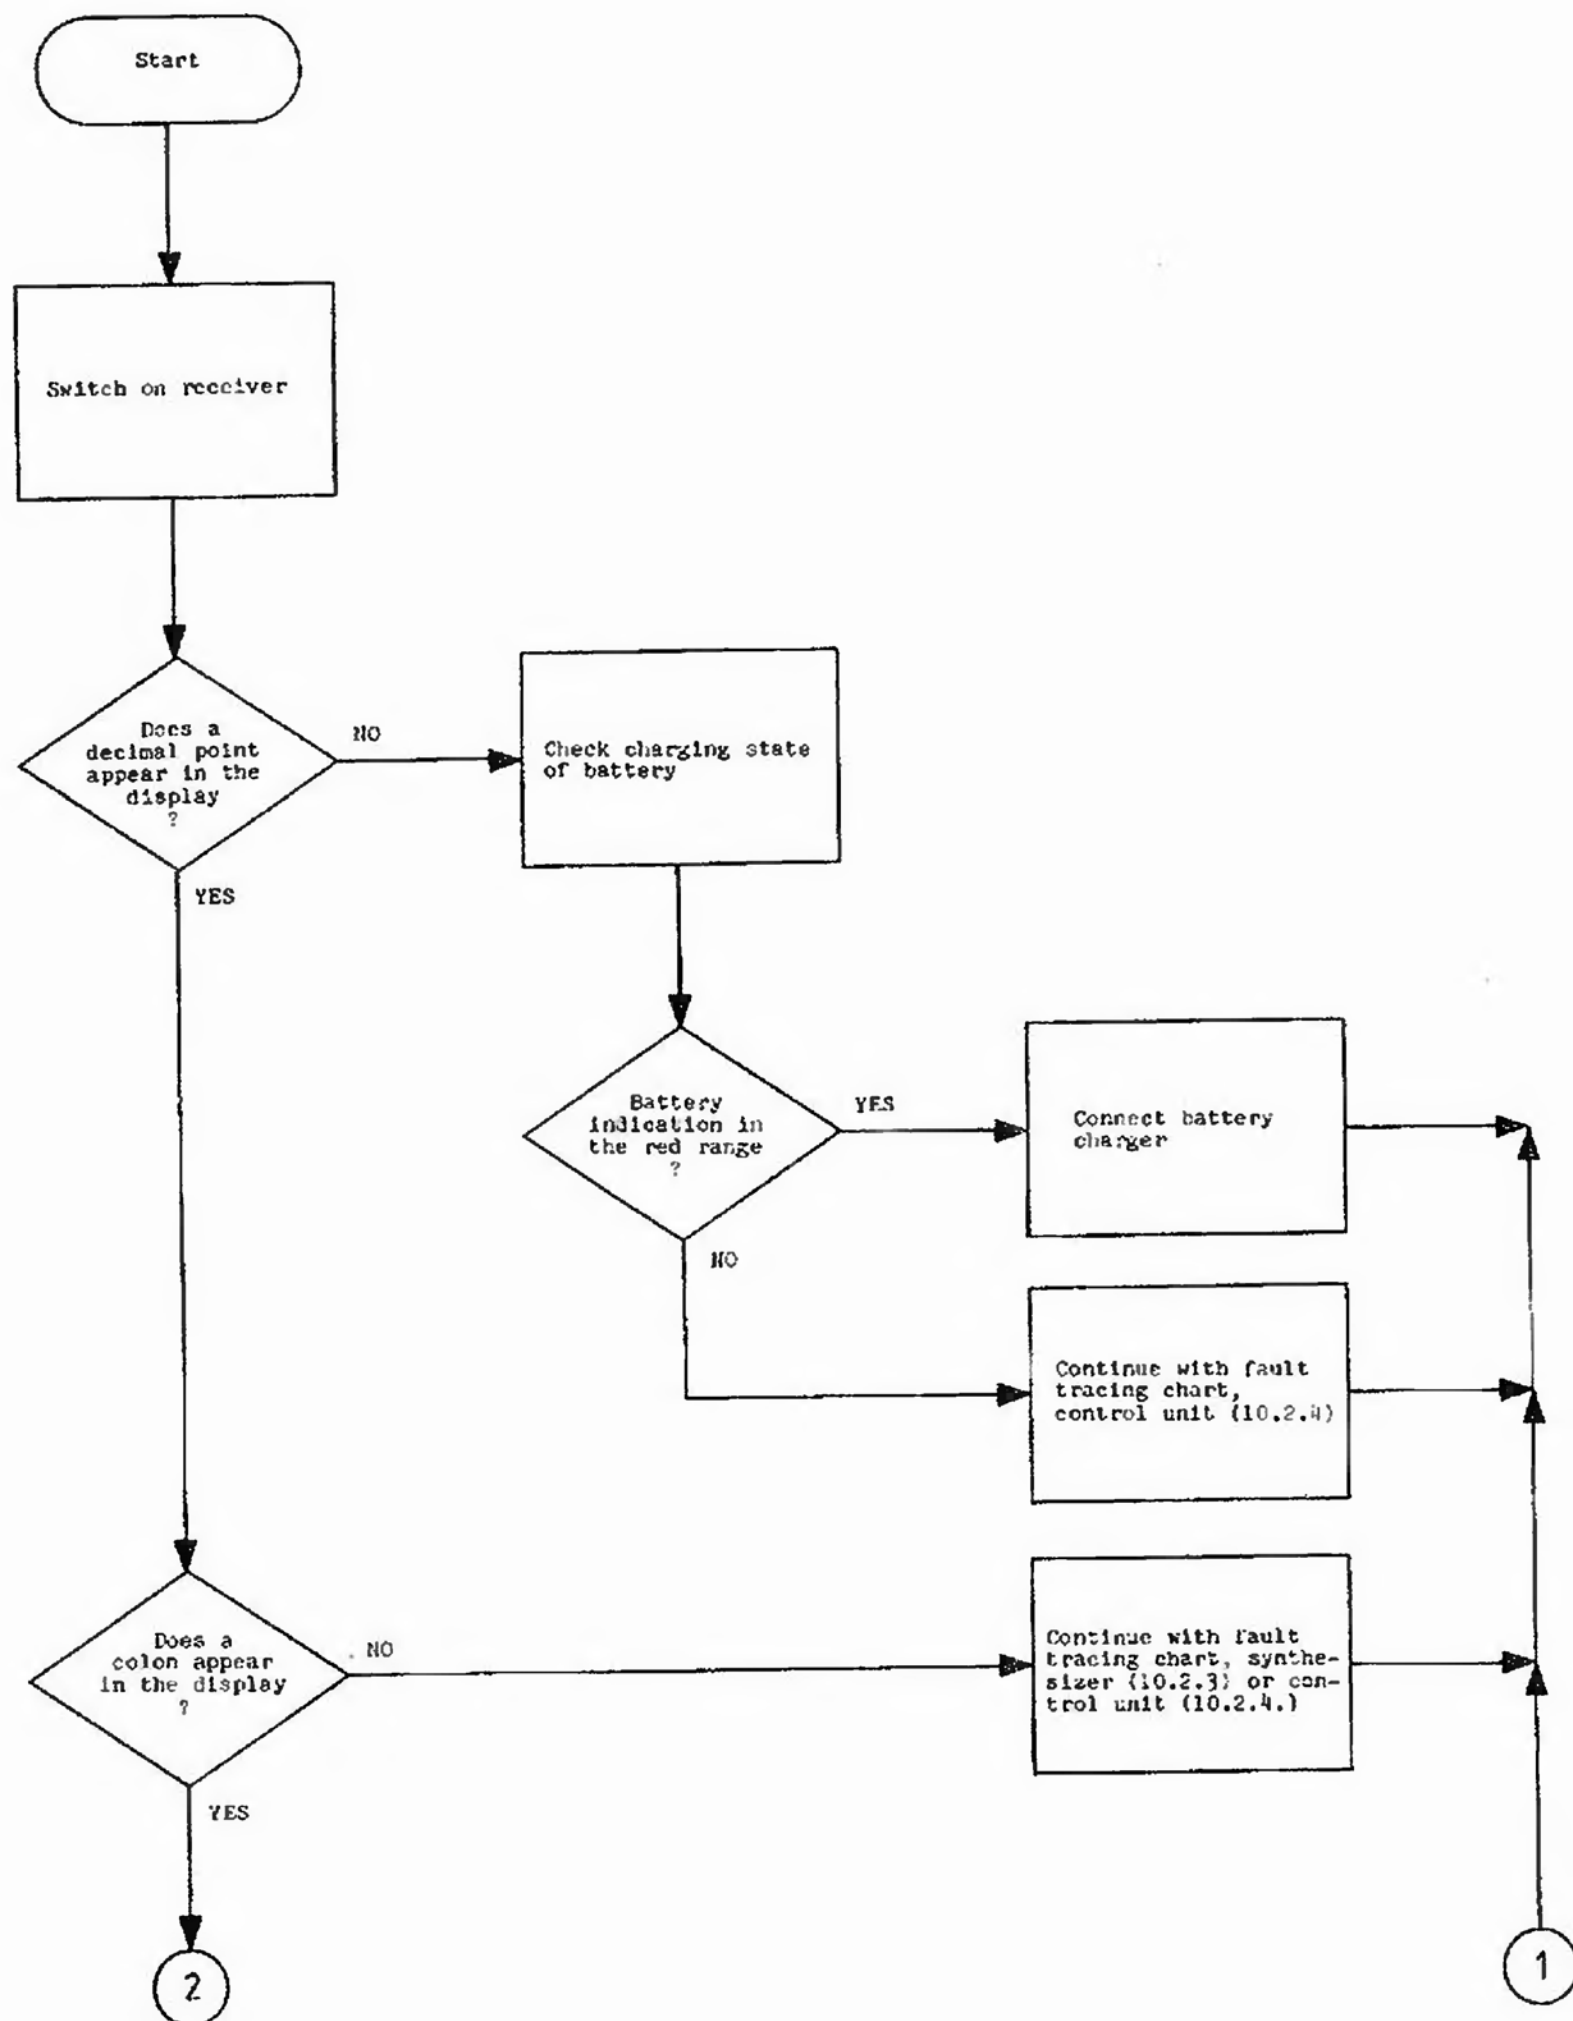 Start
Switch on receiver
Does a
decimal point
appear in the
display
?
NO
YES
Check charging state
of battery
Battery
indication in
the red range
?
YES
NO
Connect battery
charger
Continue with fault
tracing chart,
control unit (10.2.4)
Does a
colon appear
in the display
?
NO
YES
Continue with fault
tracing chart, synthe-
sizer (10.2.3) or con-
trol unit (10.2.4.)
2
1